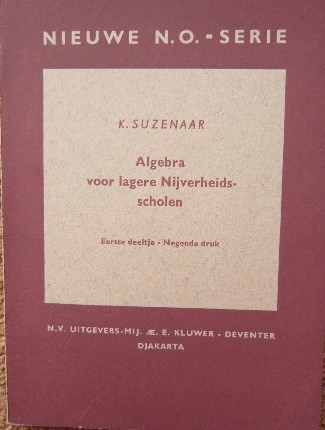 NIEUWE N.O.-SERIE
K. SUZENAAR
Algebra
voor lagere Nijverheids-
scholen
Eerste deeltje - Negende druk
N.V. UITGEVERS-MIJ. Æ. E. KLUWER - DEVENTER
DJAKARTA